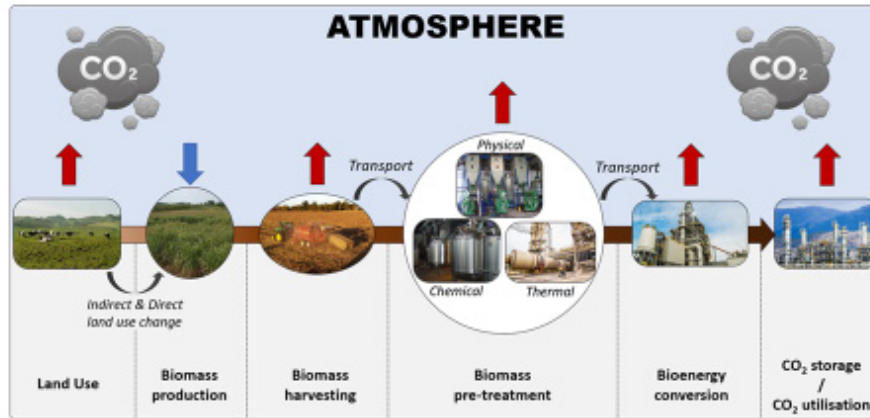 ATMOSPHERE
CO₂
CO₂
Physical
Transport
Transport
Chemical
Thermal
Indirect & Direct
land use change
Land Use
Biomass
production
Biomass
harvesting
Biomass
pre-treatment
Bioenergy
conversion
CO₂ storage
/
CO₂ utilisation